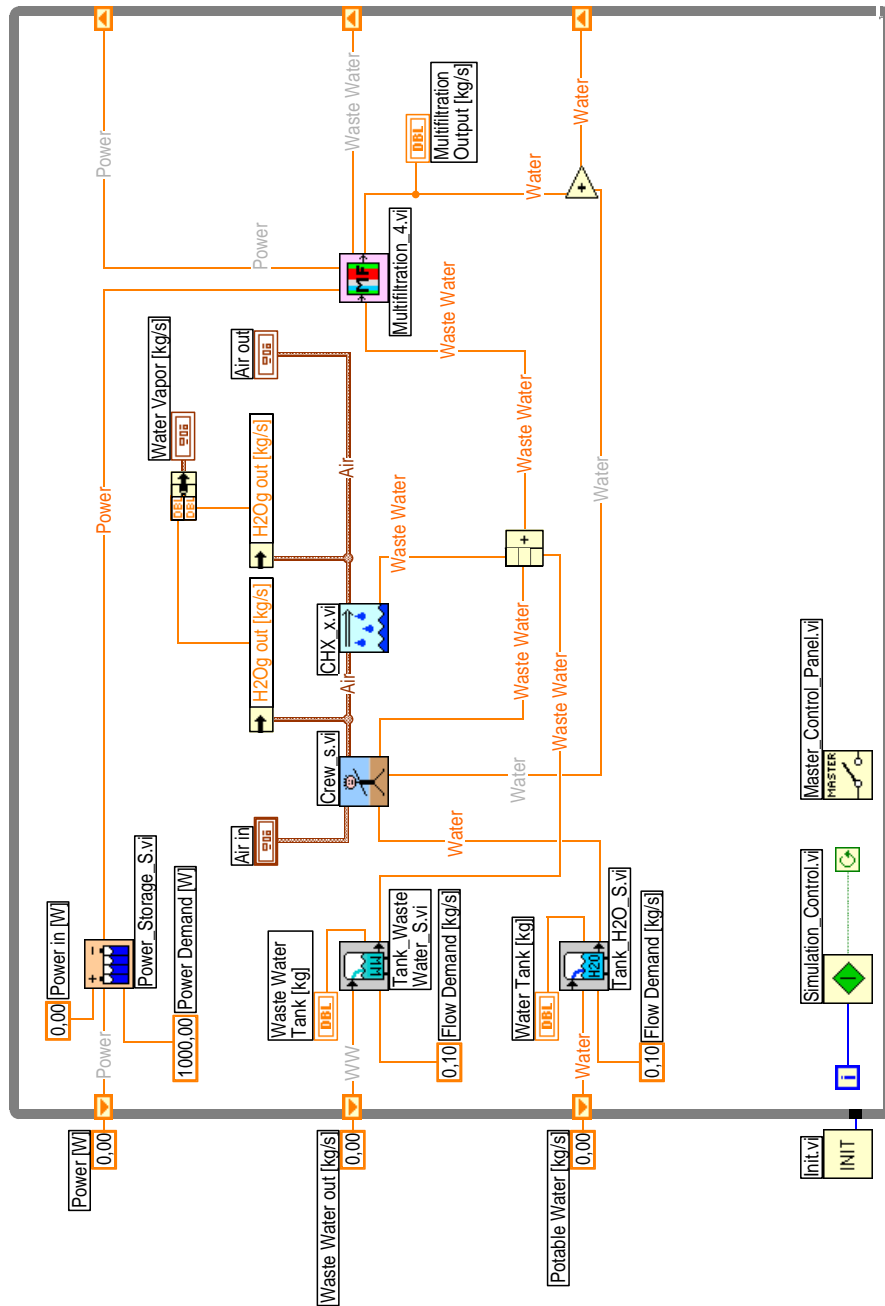 Power [W]
0,00
Power
Power in [W]
0,00
+ -
Power_Storage_S.vi
1000,00
Power Demand [W]
Power
Power
Power
Water Vapor [kg/s]
DBL
DBL
H2Og out [kg/s]
H2Og out [kg/s]
Air in
Crew_s.vi
Air
CHX_x.vi
Air
Air out
Waste Water out [kg/s]
0,00
WW
Waste Water
Tank [kg]
DBL
WW
Tank_Waste
Water_S.vi
0,10
Flow Demand [kg/s]
Water
Water
Waste Water
Waste Water
Waste Water
+
Waste Water
Waste Water
MF
Multifiltration_4.vi
Waste Water
DBL
Multifiltration
Output [kg/s]
Water
Potable Water [kg/s]
0,00
Water
Water Tank [kg]
DBL
H2O
Tank_H2O_S.vi
0,10
Flow Demand [kg/s]
Water
+
Water
Init.vi
INIT
i
Simulation_Control.vi
Master_Control_Panel.vi
MASTER